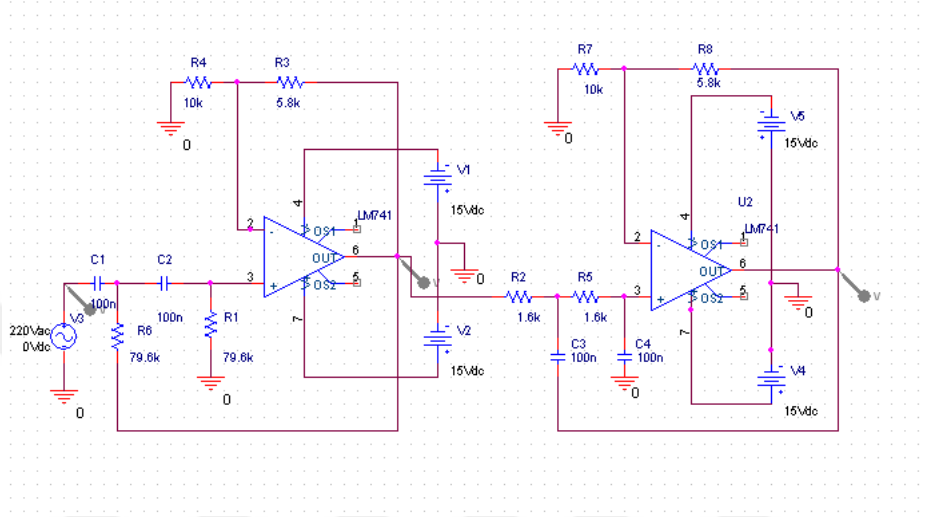 R4
R3
10k
5.8k
0
R7
R8
10k
5.8k
0
V1
15Vdc
0
V2
15Vdc
LM741
2
-
4
OS1
1
OUT
6
3
+
7
OS2
5
C1
C2
100n
100n
V3
V
220Vac
0Vdc
R6
R1
79.6k
79.6k
0
0
V
V5
15Vdc
U2
LM741
2
-
4
OS1
1
OUT
6
3
+
7
OS2
5
0
R2
R5
1.6k
1.6k
C3
C4
100n
100n
0
V4
15Vdc
V